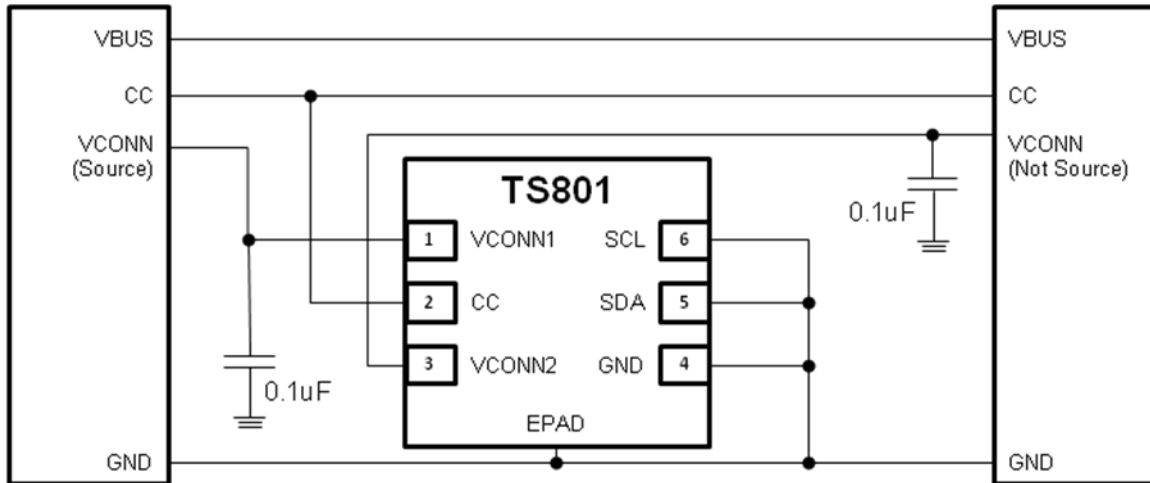 VBUS
CC
VCONN
(Source)
GND
TS801
1 VCONN1 SCL 6
2 CC SDA 5
3 VCONN2 GND 4
EPAD
0.1uF
0.1uF
VBUS
CC
VCONN
(Not Source)
GND